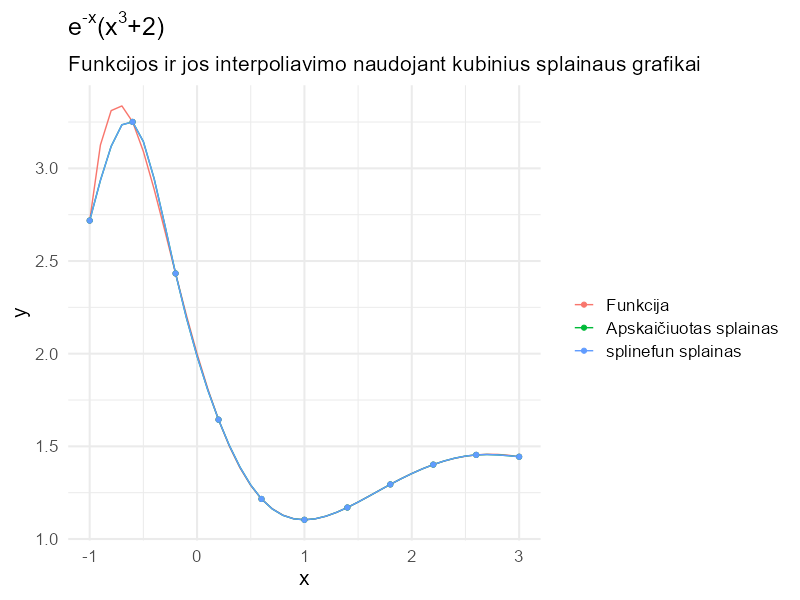 e⁻ˣ(x³+2)
Funkcijos ir jos interpoliavimo naudojant kubinius splainaus grafikai
3.0
2.5
2.0
1.5
1.0
y
-1 0 1 2 3
x
Funkcija
Apskaičiuotas splainas
splinefun splainas